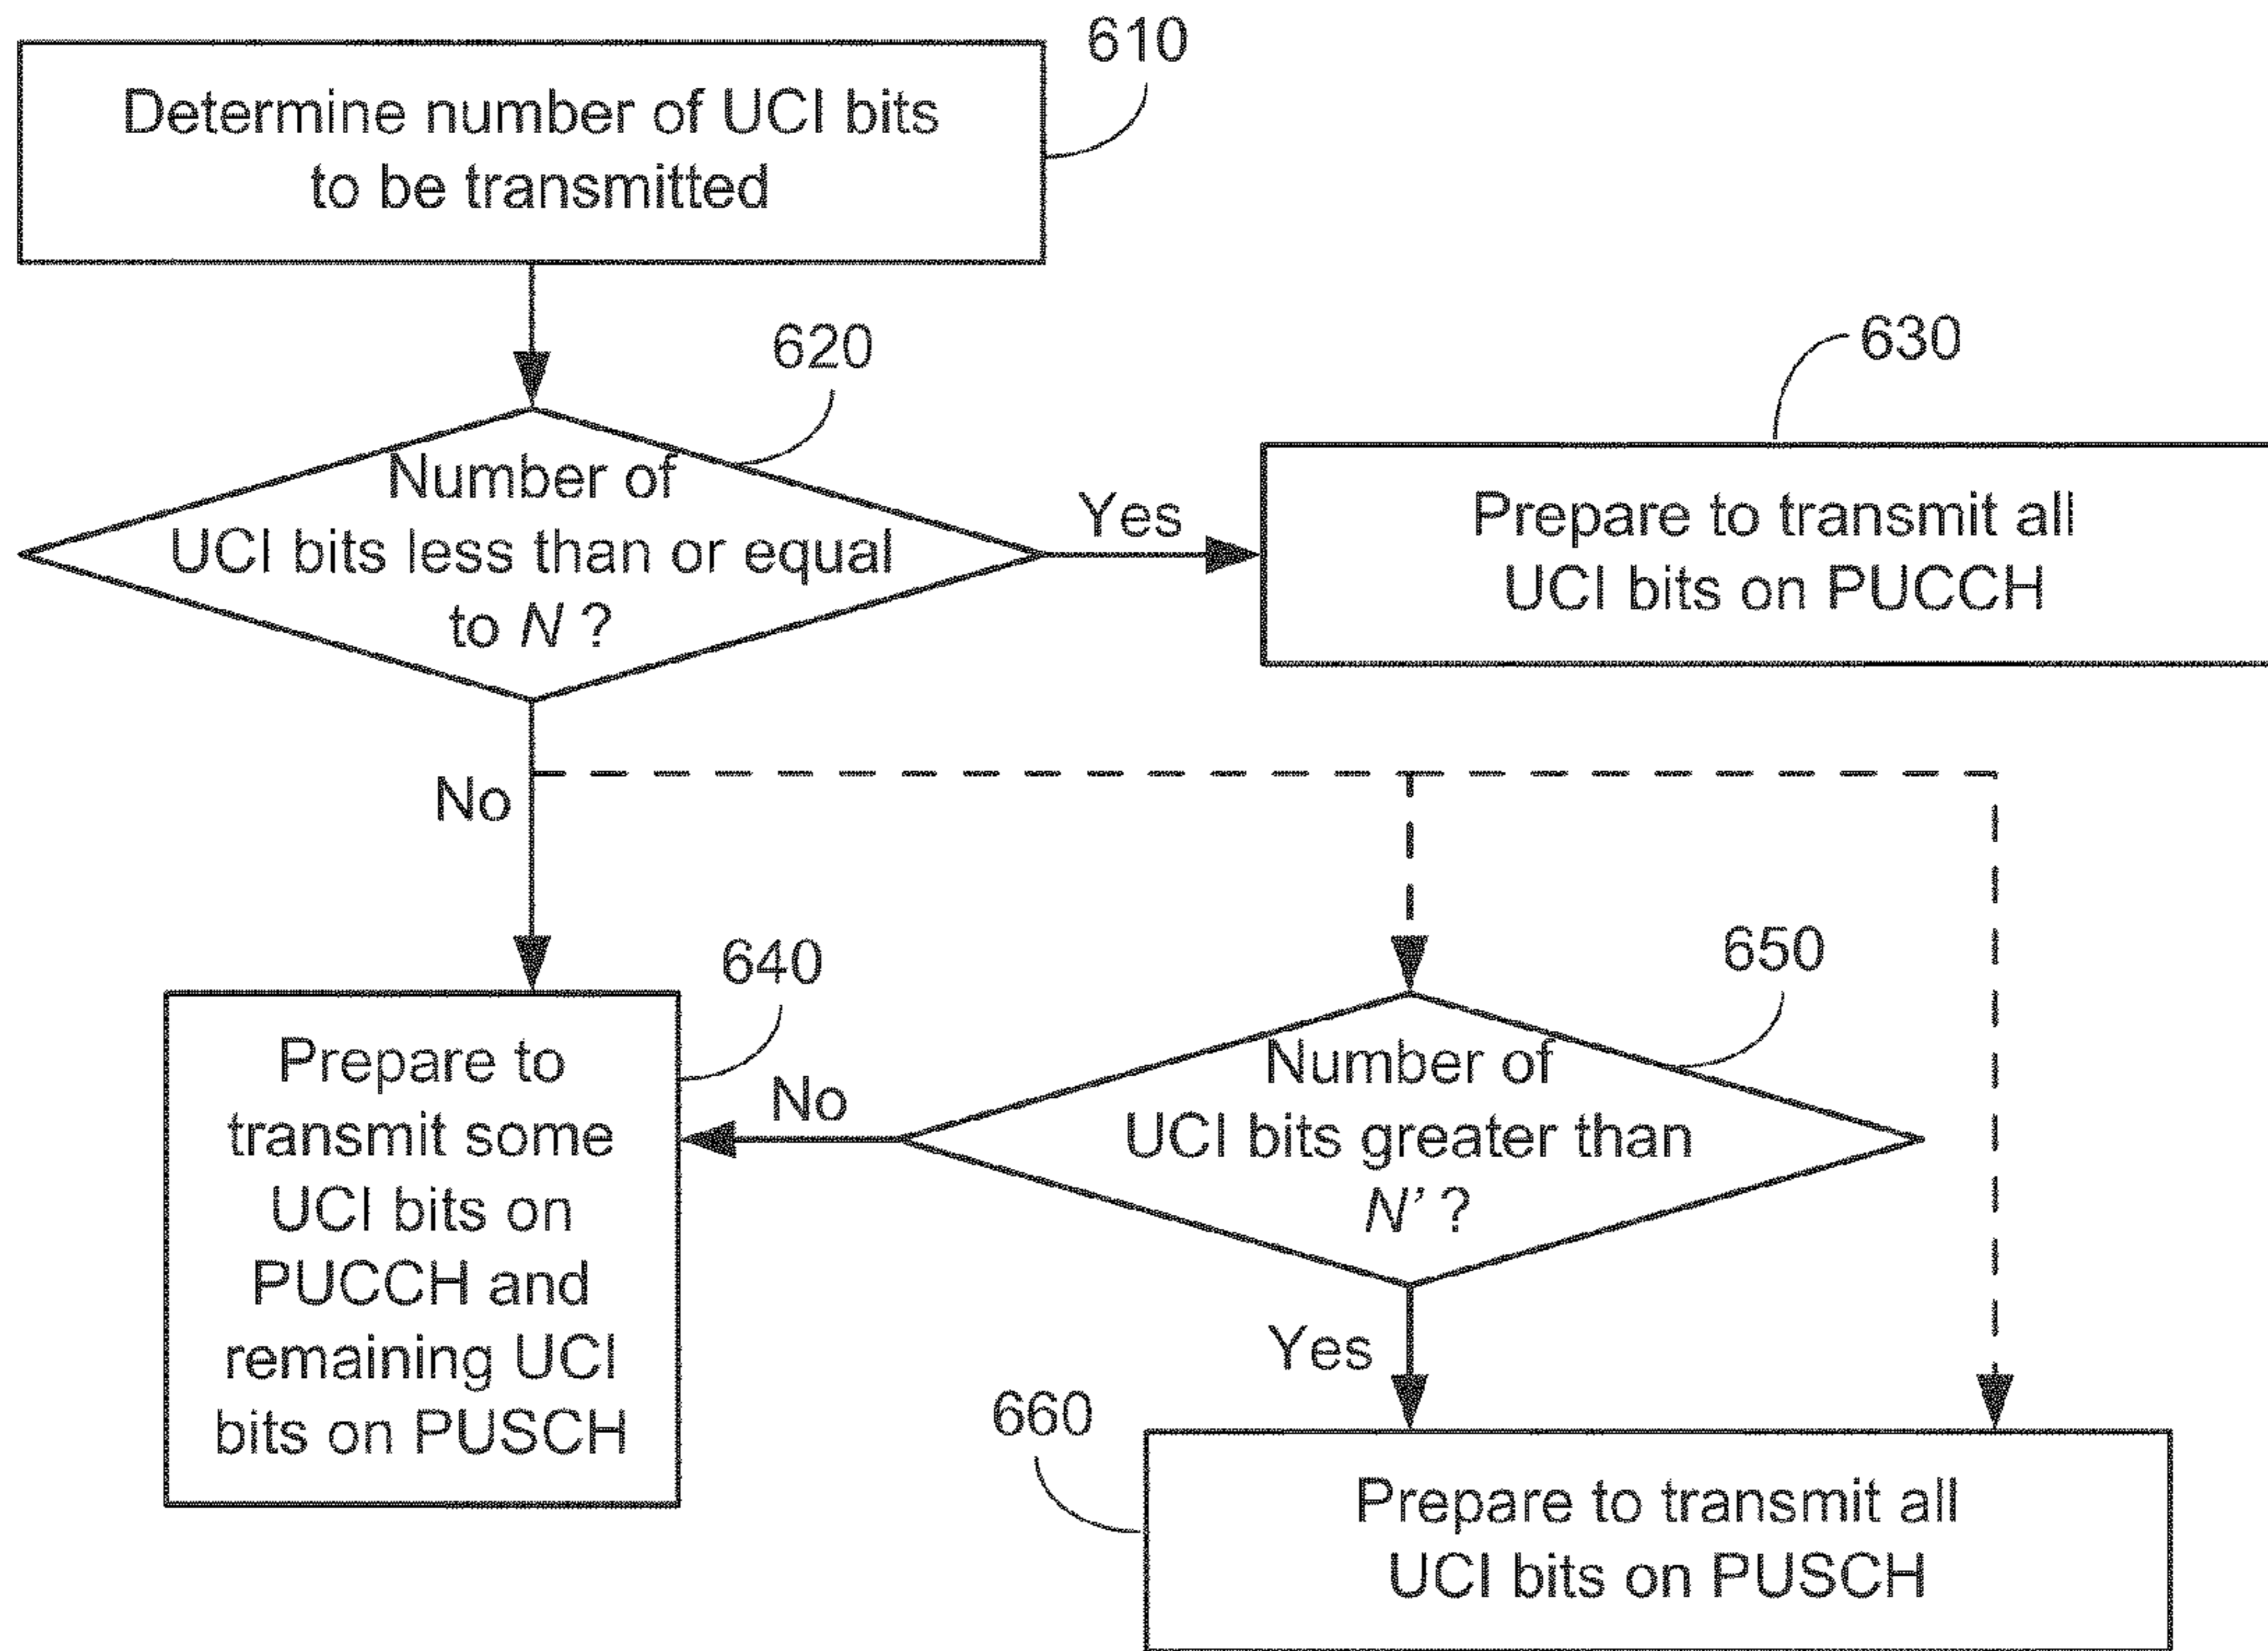 610
Determine number of UCI bits
to be transmitted
620
Number of
UCI bits less than or equal
to N ?
Yes
630
Prepare to transmit all
UCI bits on PUCCH
No
640
Prepare to
transmit some
UCI bits on
PUCCH and
remaining UCI
bits on PUSCH
No
650
Number of
UCI bits greater than
N’ ?
Yes
660
Prepare to transmit all
UCI bits on PUSCH